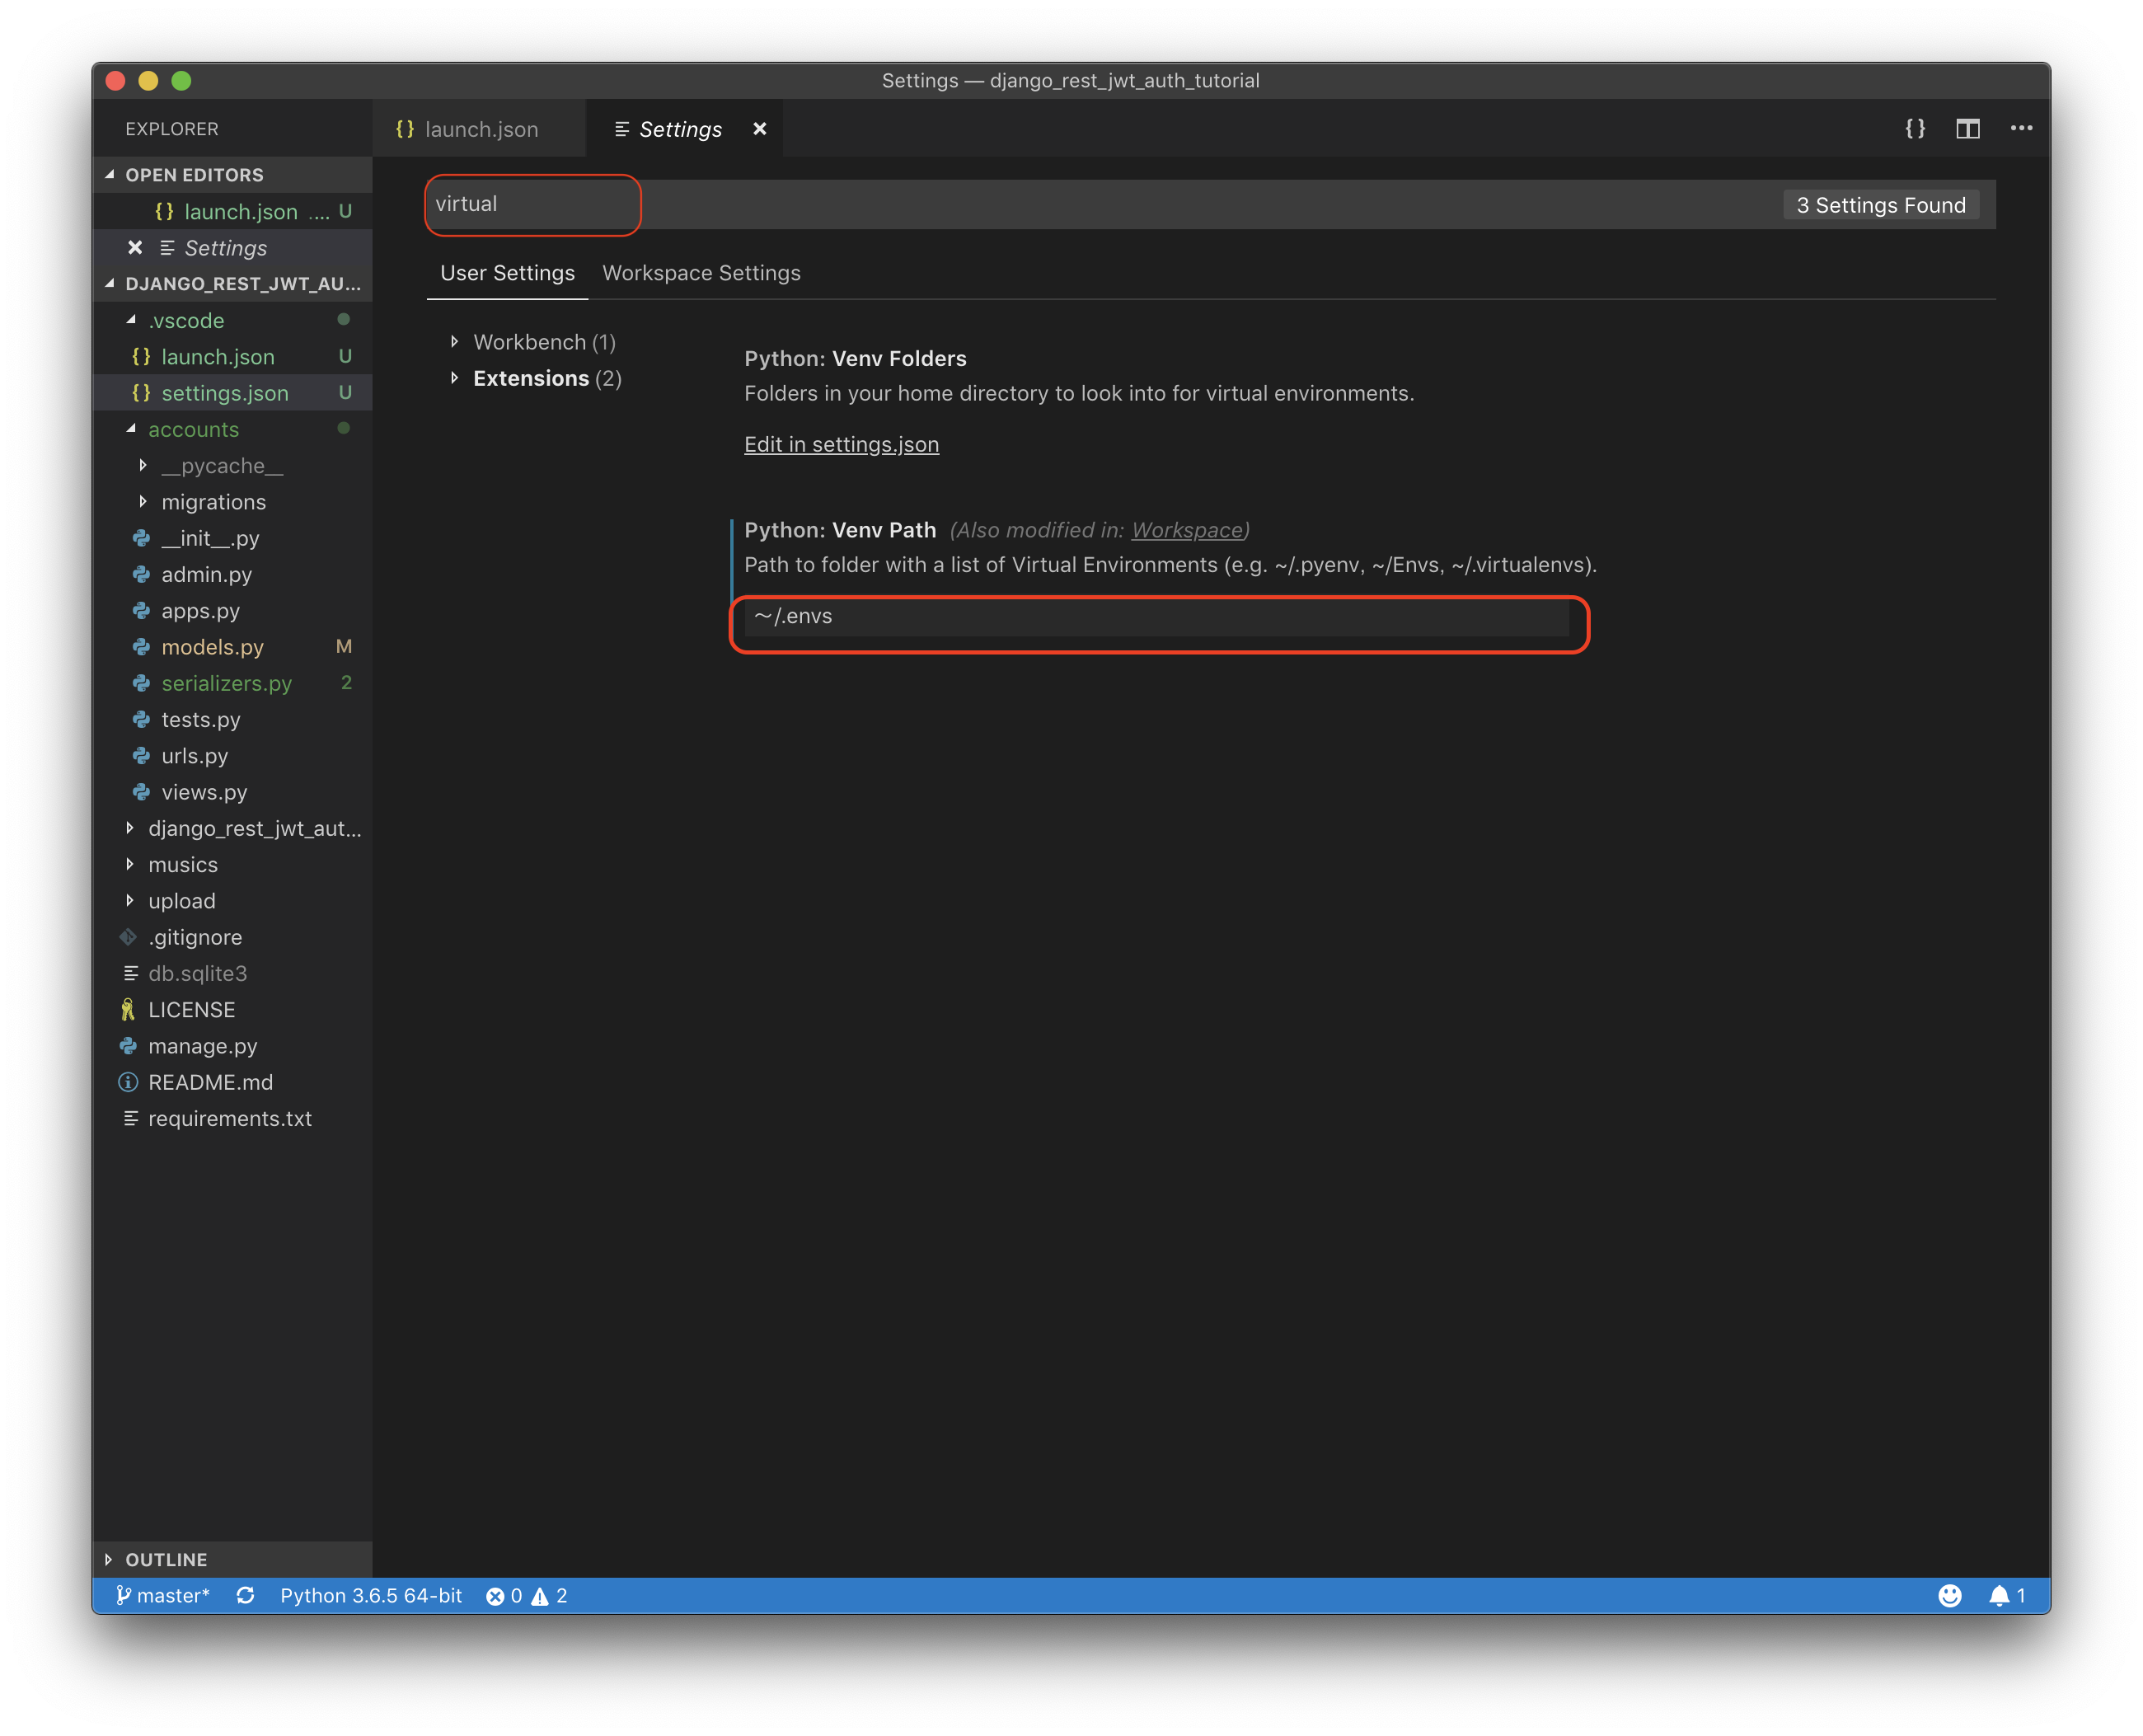 Settings — django_rest_jwt_auth_tutorial
EXPLORER
launch.json
Settings
OPEN EDITORS
launch.json .... U
Settings
DJANGO_REST_JWT_AU...
.vscode
launch.json U
settings.json U
accounts
__pycache__
migrations
__init__.py
admin.py
apps.py
models.py M
serializers.py 2
tests.py
urls.py
views.py
django_rest_jwt_aut...
musics
upload
.gitignore
db.sqlite3
LICENSE
manage.py
README.md
requirements.txt
OUTLINE
virtual
3 Settings Found
User Settings Workspace Settings
Workbench (1)
Extensions (2)
Python: Venv Folders
Folders in your home directory to look into for virtual environments.
Edit in settings.json
Python: Venv Path (Also modified in: Workspace)
Path to folder with a list of Virtual Environments (e.g. ~/.pyenv, ~/Envs, ~/.virtualenvs).
~/.envs
master* Python 3.6.5 64-bit 0 2 1